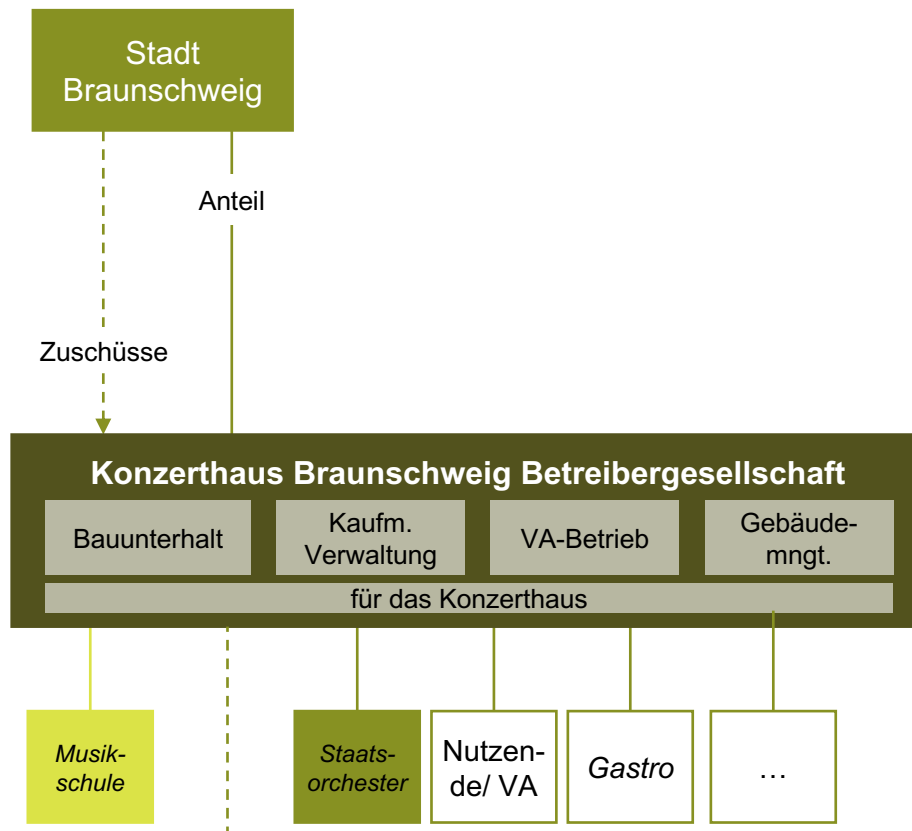 Stadt
Braunschweig
Anteil
Zuschüsse
Konzerthaus Braunschweig Betreibergesellschaft
Bauunterhalt
Kaufm.
Verwaltung
VA-Betrieb
Gebäude-
mngt.
für das Konzerthaus
Musik-
schule
Staats-
orchester
Nutzen-
de/ VA
Gastro
…